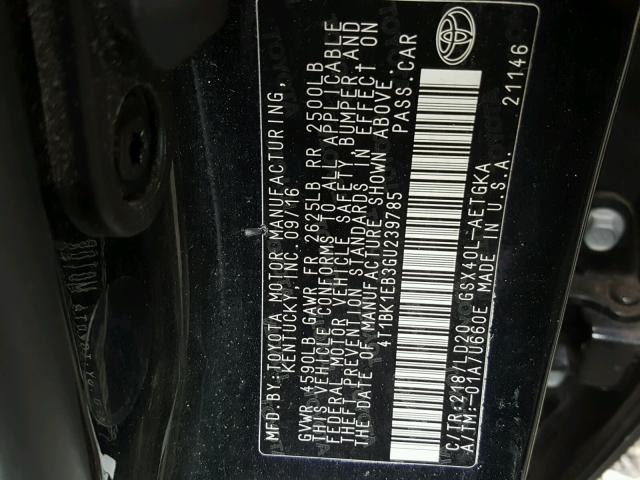 MFD. BY: TOYOTA MOTOR MANUFACTURING,
KENTUCKY, INC. 09/16
GVWR 4590LB GAWR FR 2625LB RR 2500LB
THIS VEHICLE CONFORMS TO ALL APPLICABLE
FEDERAL MOTOR VEHICLE SAFETY BUMPER, AND
THEFT PREVENTION STANDARDS IN EFFECT ON
THE DATE OF MANUFACTURE SHOWN ABOVE.
4T1BK1EB3GU239785 PASS. CAR
C/TR: 218/LD20 GSX40L-AETGKA
A/TM: -01A/U660E MADE IN U.S.A.
21146